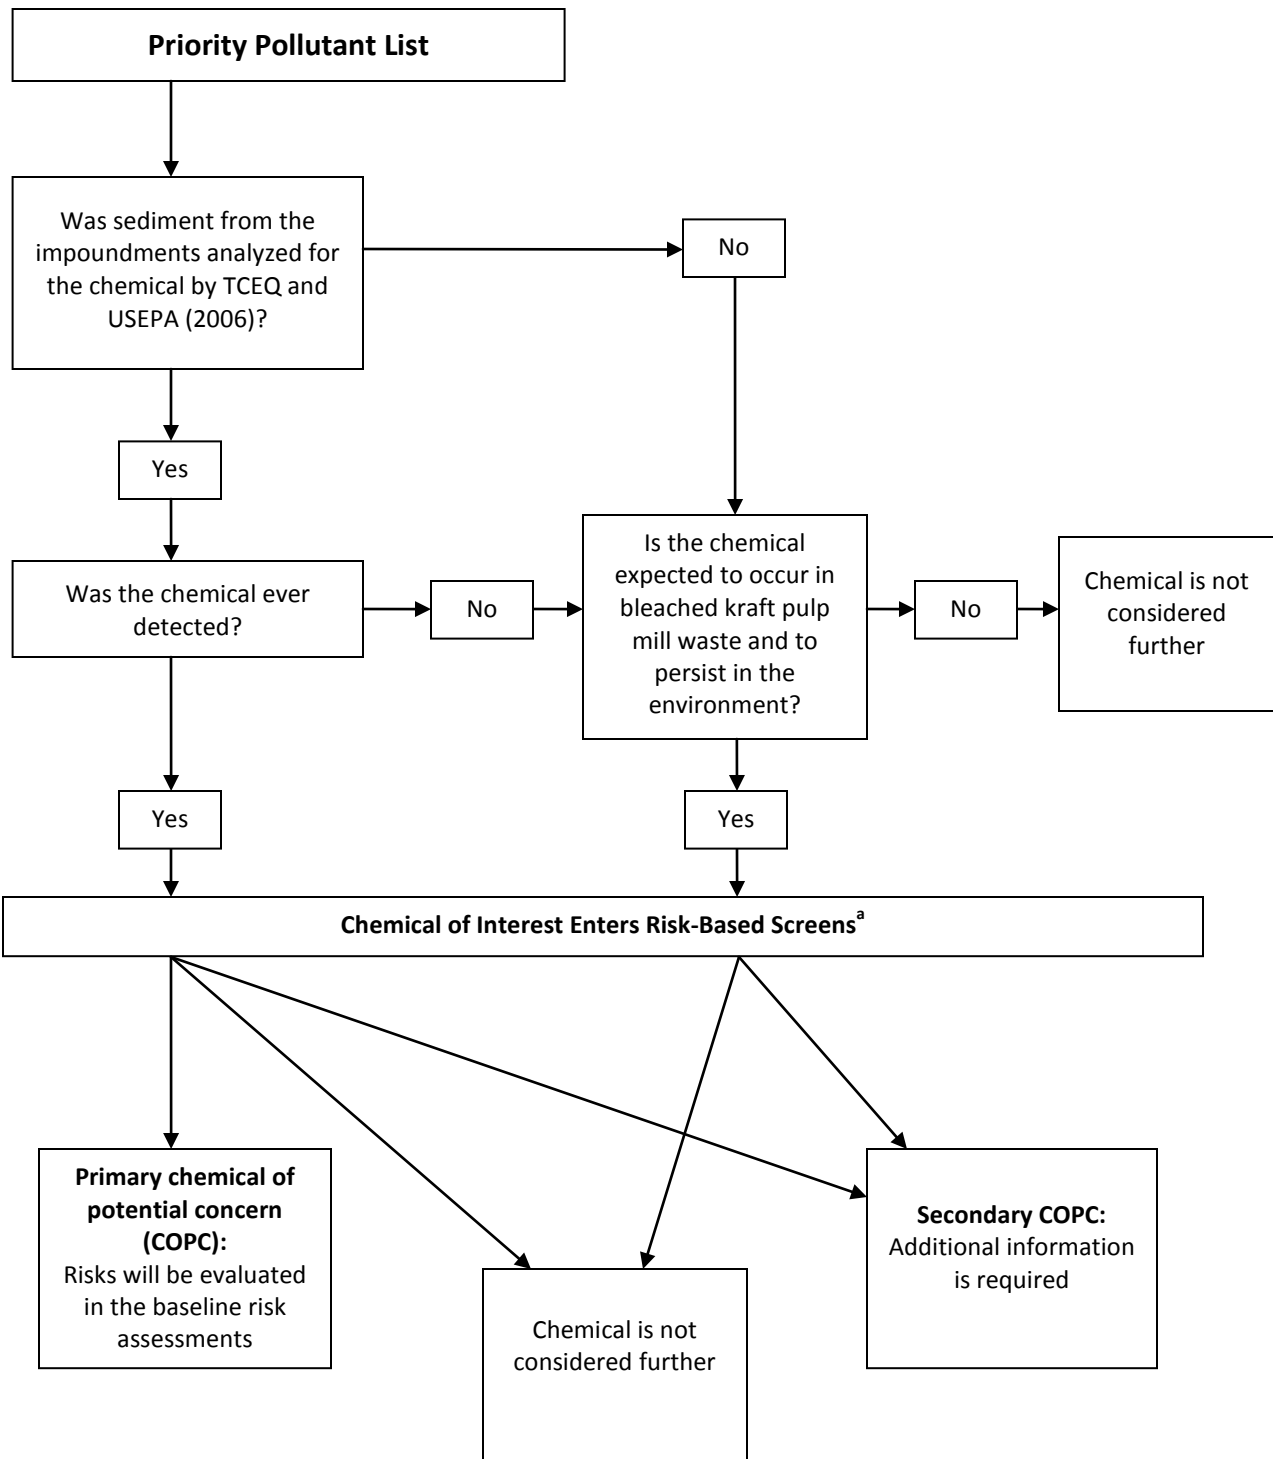 Priority Pollutant List
Was sediment from the
impoundments analyzed for
the chemical by TCEQ and
USEPA (2006)?
No
Yes
Was the chemical ever
detected?
No
Is the chemical
expected to occur in
bleached kraft pulp
mill waste and to
persist in the
environment?
No
Chemical is not
considered
further
Yes
Yes
Chemical of Interest Enters Risk-Based Screensᵃ
Primary chemical of
potential concern
(COPC):
Risks will be evaluated
in the baseline risk
assessments
Chemical is not
considered further
Secondary COPC:
Additional information
is required